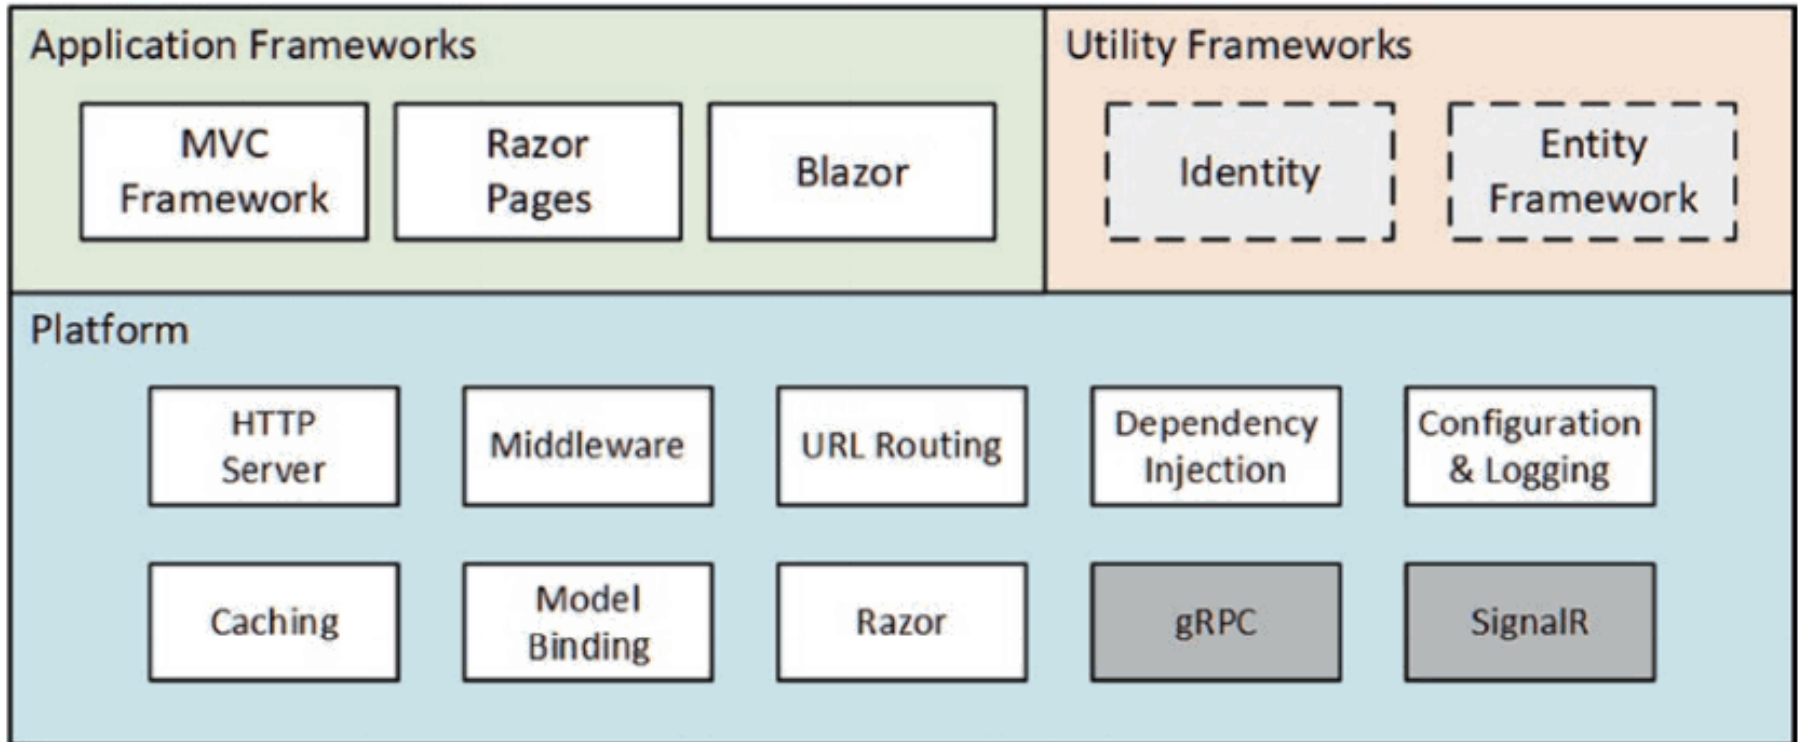 Application Frameworks
Utility Frameworks
MVC
Framework
Razor
Pages
Blazor
Identity
Entity
Framework
Platform
HTTP
Server
Middleware
URL Routing
Dependency
Injection
Configuration
& Logging
Caching
Model
Binding
Razor
gRPC
SignalR